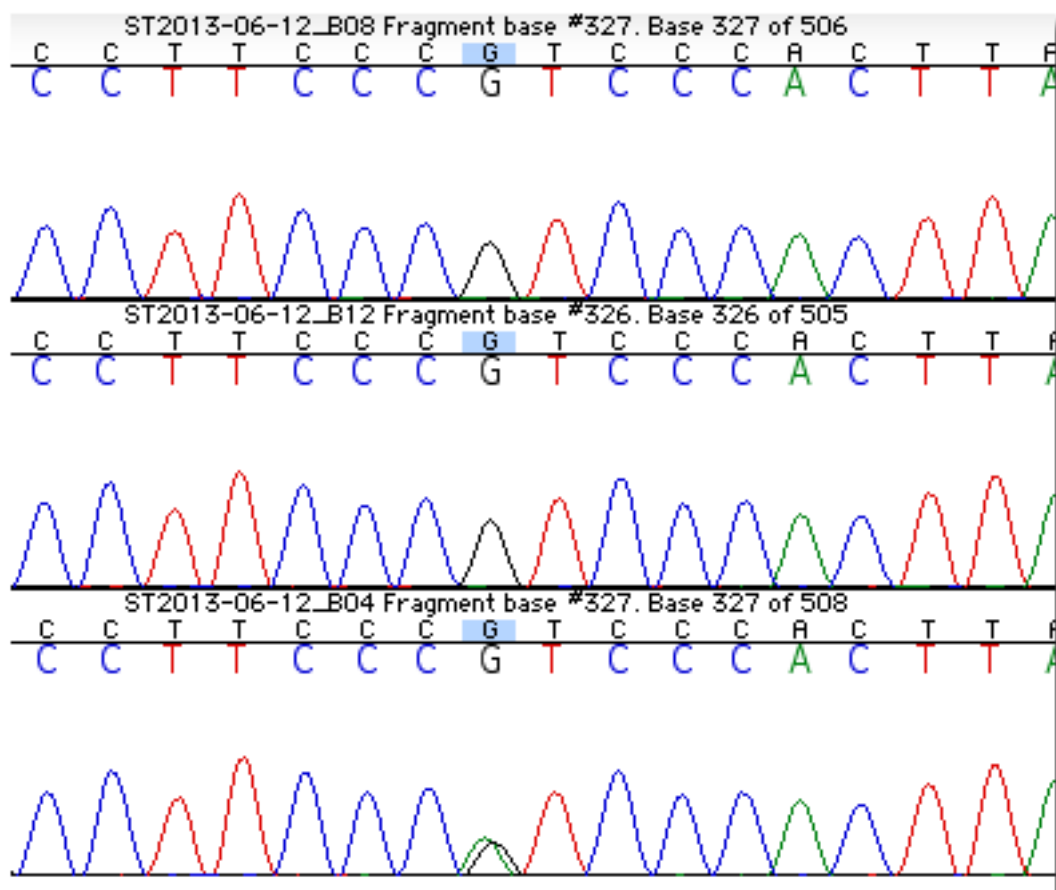 ST2013-06-12_B08 Fragment base #327. Base 327 of 506
C C T T C C C G T C C C A C T T A
C C T T C C C G T C C C A C T T A
ST2013-06-12_B12 Fragment base #326. Base 326 of 505
C C T T C C C G T C C C A C T T A
C C T T C C C G T C C C A C T T A
ST2013-06-12_B04 Fragment base #327. Base 327 of 508
C C T T C C C G T C C C A C T T A
C C T T C C C G T C C C A C T T A